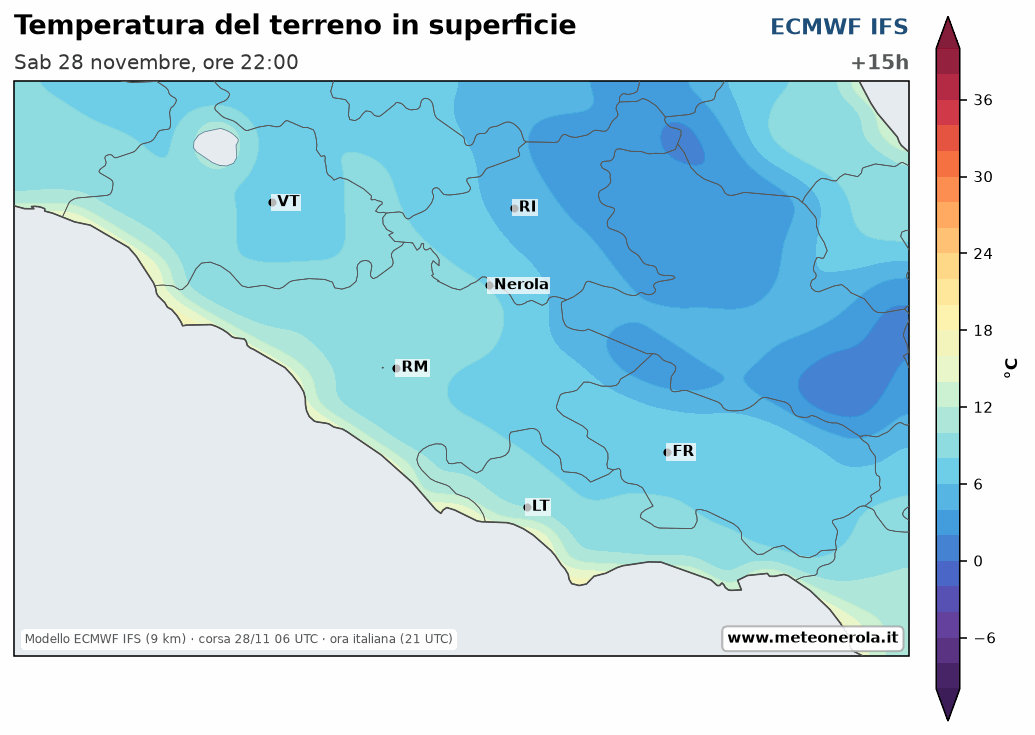 Temperatura del terreno in superficie
ECMWF IFS
Sab 28 novembre, ore 22:00
+15h
VT
RI
Nerola
RM
FR
LT
36
30
24
18
12
6
0
−6
°C
Modello ECMWF IFS (9 km) · corsa 28/11 06 UTC · ora italiana (21 UTC)
www.meteonerola.it